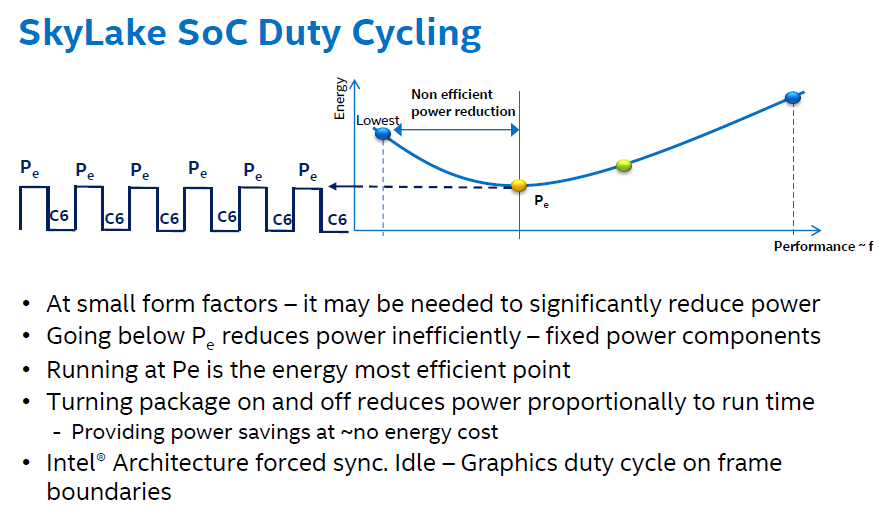 SkyLake SoC Duty Cycling
Energy
Non efficient
power reduction
Lowest
Pe Pe Pe Pe Pe Pe
C6 C6 C6 C6 C6 C6
Pe
Performance ~ f
• At small form factors – it may be needed to significantly reduce power
• Going below Pe reduces power inefficiently – fixed power components
• Running at Pe is the energy most efficient point
• Turning package on and off reduces power proportionally to run time
- Providing power savings at ~no energy cost
• Intel® Architecture forced sync. Idle – Graphics duty cycle on frame
boundaries